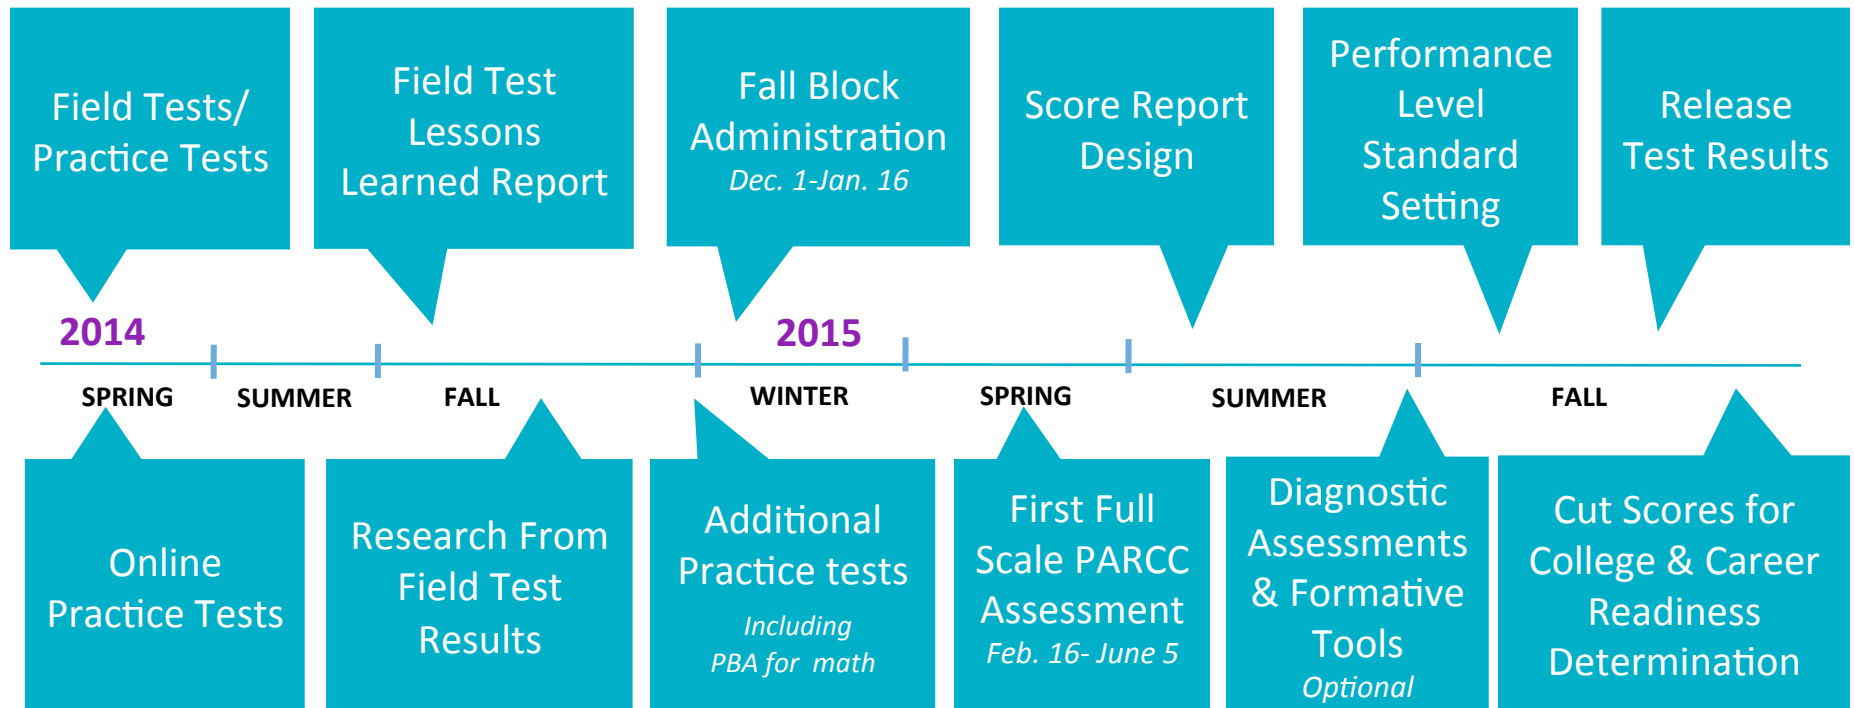 Field Tests/
Practice Tests
Field Test
Lessons
Learned Report
Fall Block
Administration
Dec. 1-Jan. 16
Score Report
Design
Performance
Level
Standard
Setting
Release
Test Results
2014
2015
SPRING
SUMMER
FALL
WINTER
SPRING
SUMMER
FALL
Online
Practice Tests
Research From
Field Test
Results
Additional
Practice tests
Including
PBA for math
First Full
Scale PARCC
Assessment
Feb. 16- June 5
Diagnostic
Assessments
& Formative
Tools
Optional
Cut Scores for
College & Career
Readiness
Determination